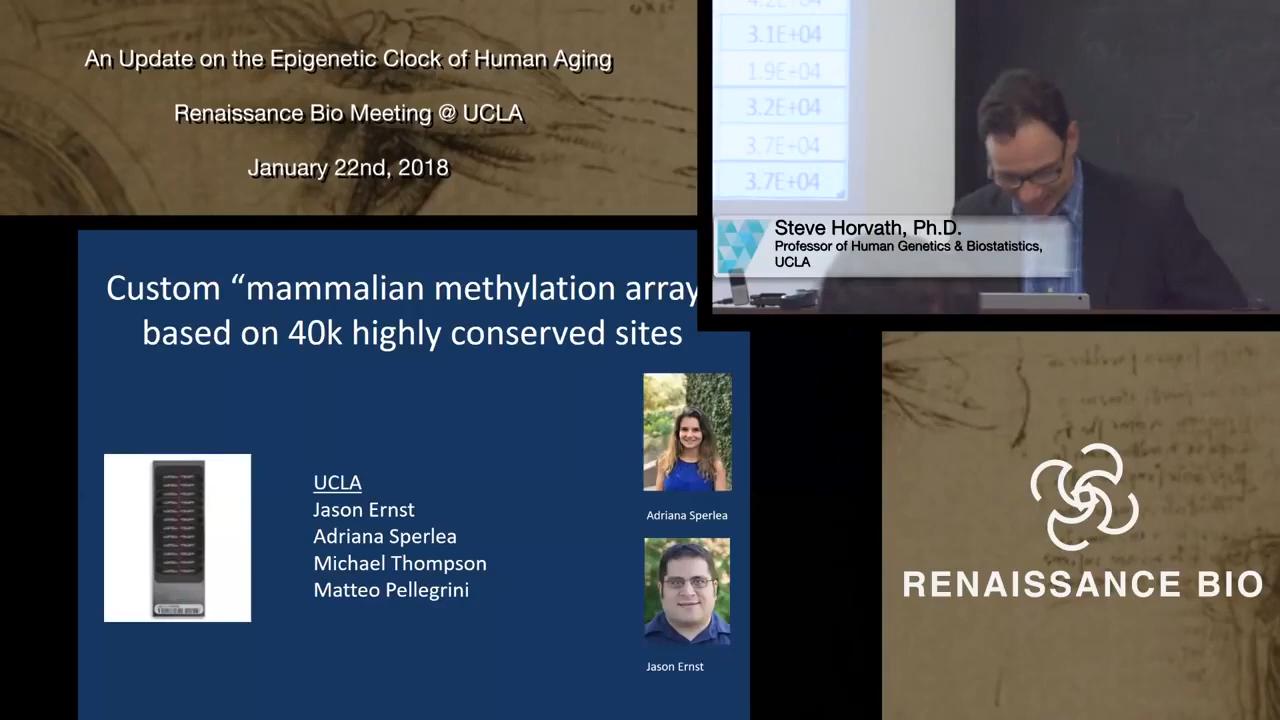 An Update on the Epigenetic Clock of Human Aging
Renaissance Bio Meeting @ UCLA
January 22nd, 2018
3.1E+04
1.9E+04
3.2E+04
3.7E+04
3.7E+04
Steve Horvath, Ph.D.
Professor of Human Genetics & Biostatistics,
UCLA
Custom “mammalian methylation array
based on 40k highly conserved sites
UCLA
Jason Ernst
Adriana Sperlea
Michael Thompson
Matteo Pellegrini
Adriana Sperlea
Jason Ernst
RENAISSANCE BIO